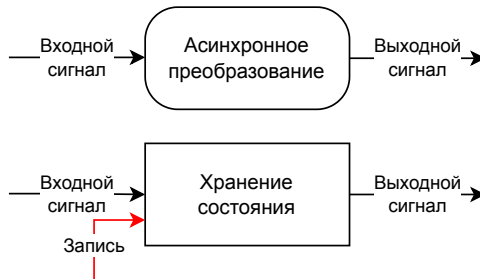 Входной
сигнал
Асинхронное
преобразование
Выходной
сигнал
Входной
сигнал
Хранение
состояния
Выходной
сигнал
Запись